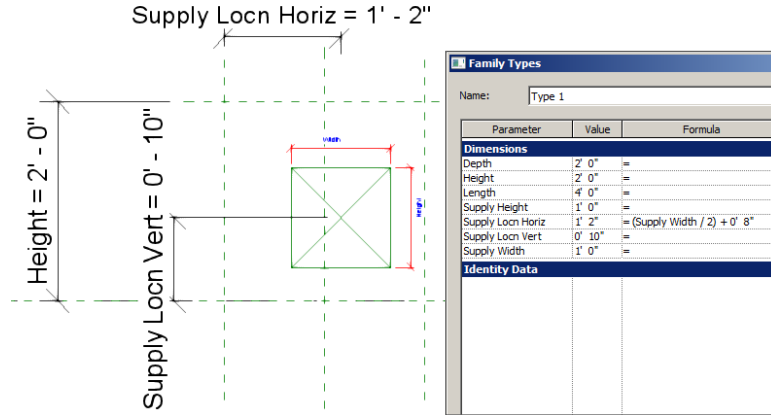 Supply Locn Horiz = 1' - 2"
Height = 2' - 0"
Supply Locn Vert = 0' - 10"
Width
Height
Family Types
Name: Type 1
Parameter Value Formula
Dimensions
Depth 2' 0" =
Height 2' 0" =
Length 4' 0" =
Supply Height 1' 0" =
Supply Locn Horiz 1' 2" = (Supply Width / 2) + 0' 8"
Supply Locn Vert 0' 10" =
Supply Width 1' 0" =
Identity Data